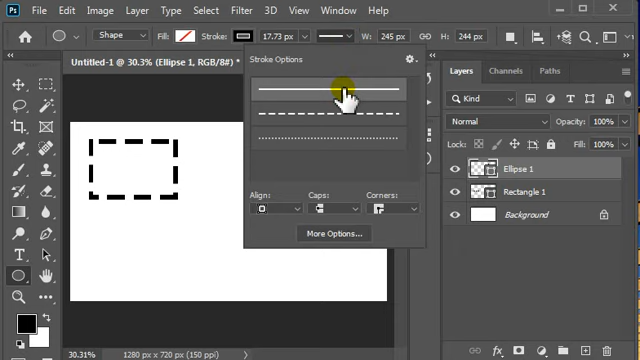 File Edit Image Layer Type Select Filter 3D View Window Help
Shape Fill: Stroke: 17.73 px W: 245 px H: 244 px
Untitled-1 @ 30.3% (Ellipse 1, RGB/8#) *
Stroke Options
Align: Caps: Corners:
More Options...
Layers Channels Paths
Kind
Normal Opacity: 100%
Lock: Fill: 100%
Ellipse 1
Rectangle 1
Background
30.31% 1280 px x 720 px (150 ppi)